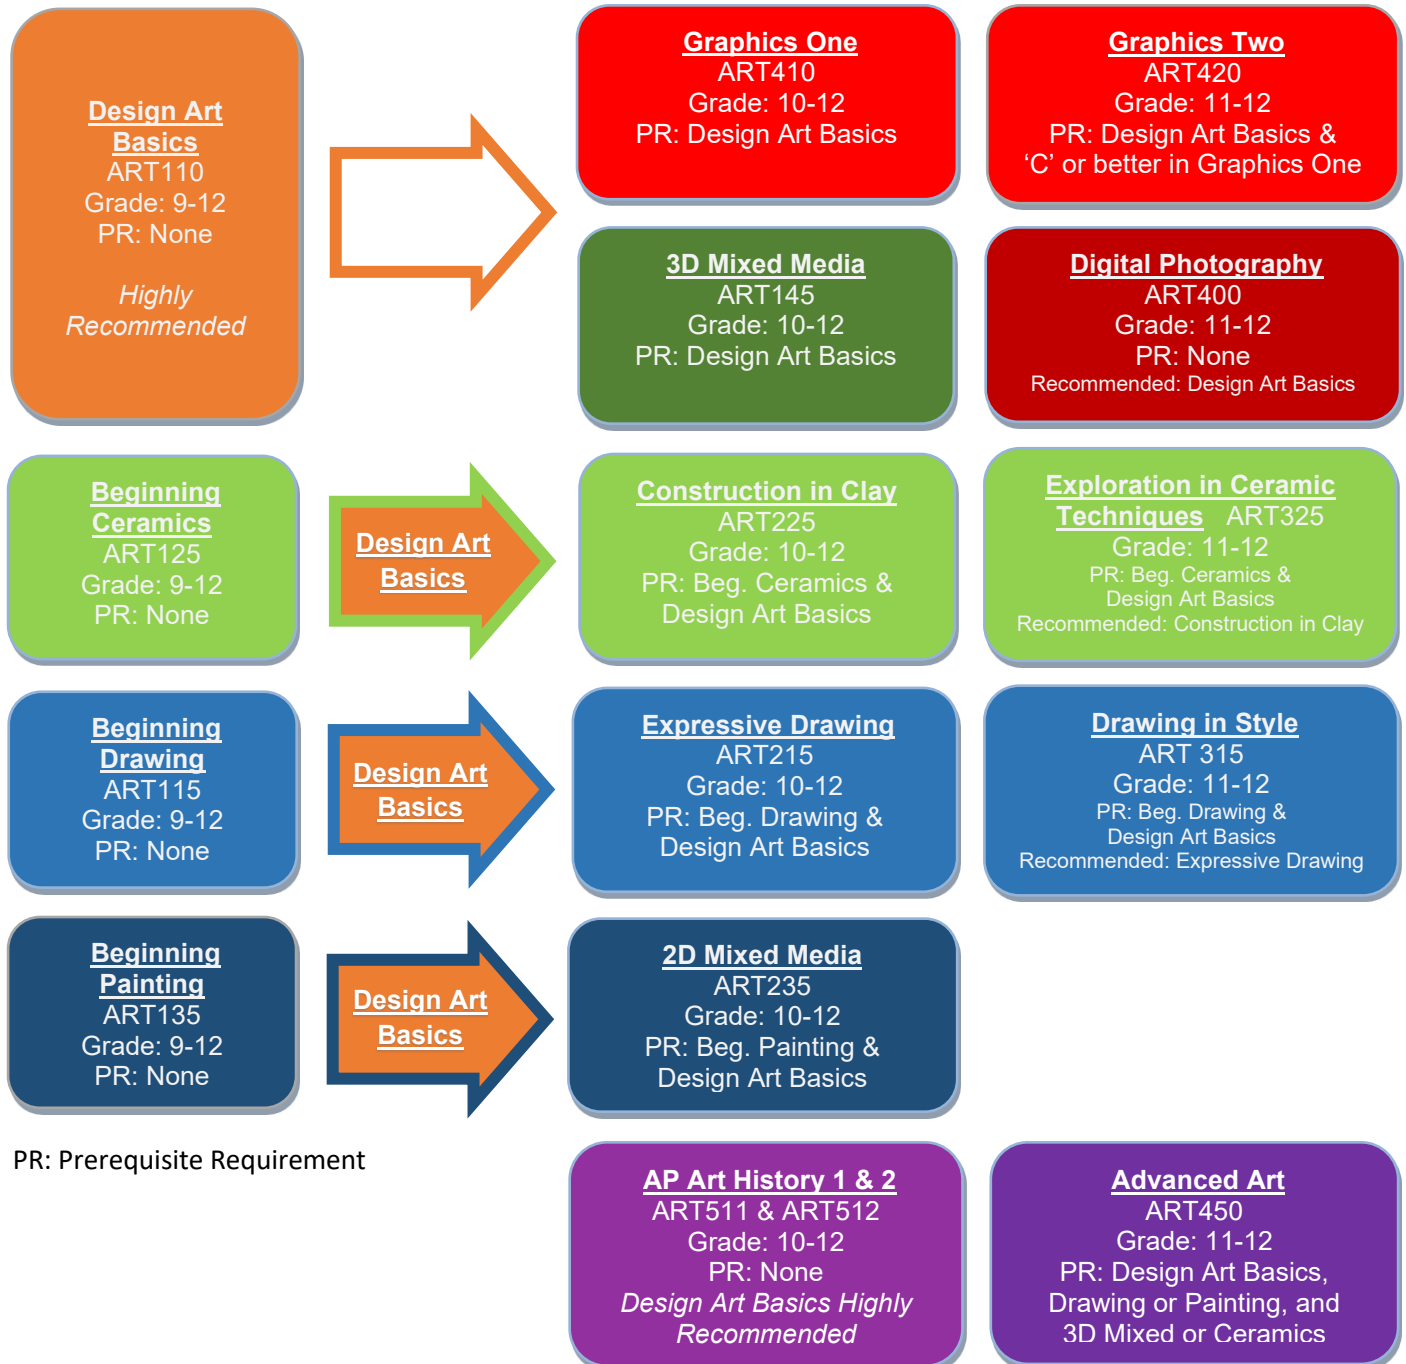 Design Art
Basics
ART110
Grade: 9-12
PR: None
Highly
Recommended
Graphics One
ART410
Grade: 10-12
PR: Design Art Basics
Graphics Two
ART420
Grade: 11-12
PR: Design Art Basics &
‘C’ or better in Graphics One
3D Mixed Media
ART145
Grade: 10-12
PR: Design Art Basics
Digital Photography
ART400
Grade: 11-12
PR: None
Recommended: Design Art Basics
Beginning
Ceramics
ART125
Grade: 9-12
PR: None
Design Art
Basics
Construction in Clay
ART225
Grade: 10-12
PR: Beg. Ceramics &
Design Art Basics
Exploration in Ceramic
Techniques ART325
Grade: 11-12
PR: Beg. Ceramics &
Design Art Basics
Recommended: Construction in Clay
Beginning
Drawing
ART115
Grade: 9-12
PR: None
Design Art
Basics
Expressive Drawing
ART215
Grade: 10-12
PR: Beg. Drawing &
Design Art Basics
Drawing in Style
ART 315
Grade: 11-12
PR: Beg. Drawing &
Design Art Basics
Recommended: Expressive Drawing
Beginning
Painting
ART135
Grade: 9-12
PR: None
Design Art
Basics
2D Mixed Media
ART235
Grade: 10-12
PR: Beg. Painting &
Design Art Basics
PR: Prerequisite Requirement
AP Art History 1 & 2
ART511 & ART512
Grade: 10-12
PR: None
Design Art Basics Highly
Recommended
Advanced Art
ART450
Grade: 11-12
PR: Design Art Basics,
Drawing or Painting, and
3D Mixed or Ceramics